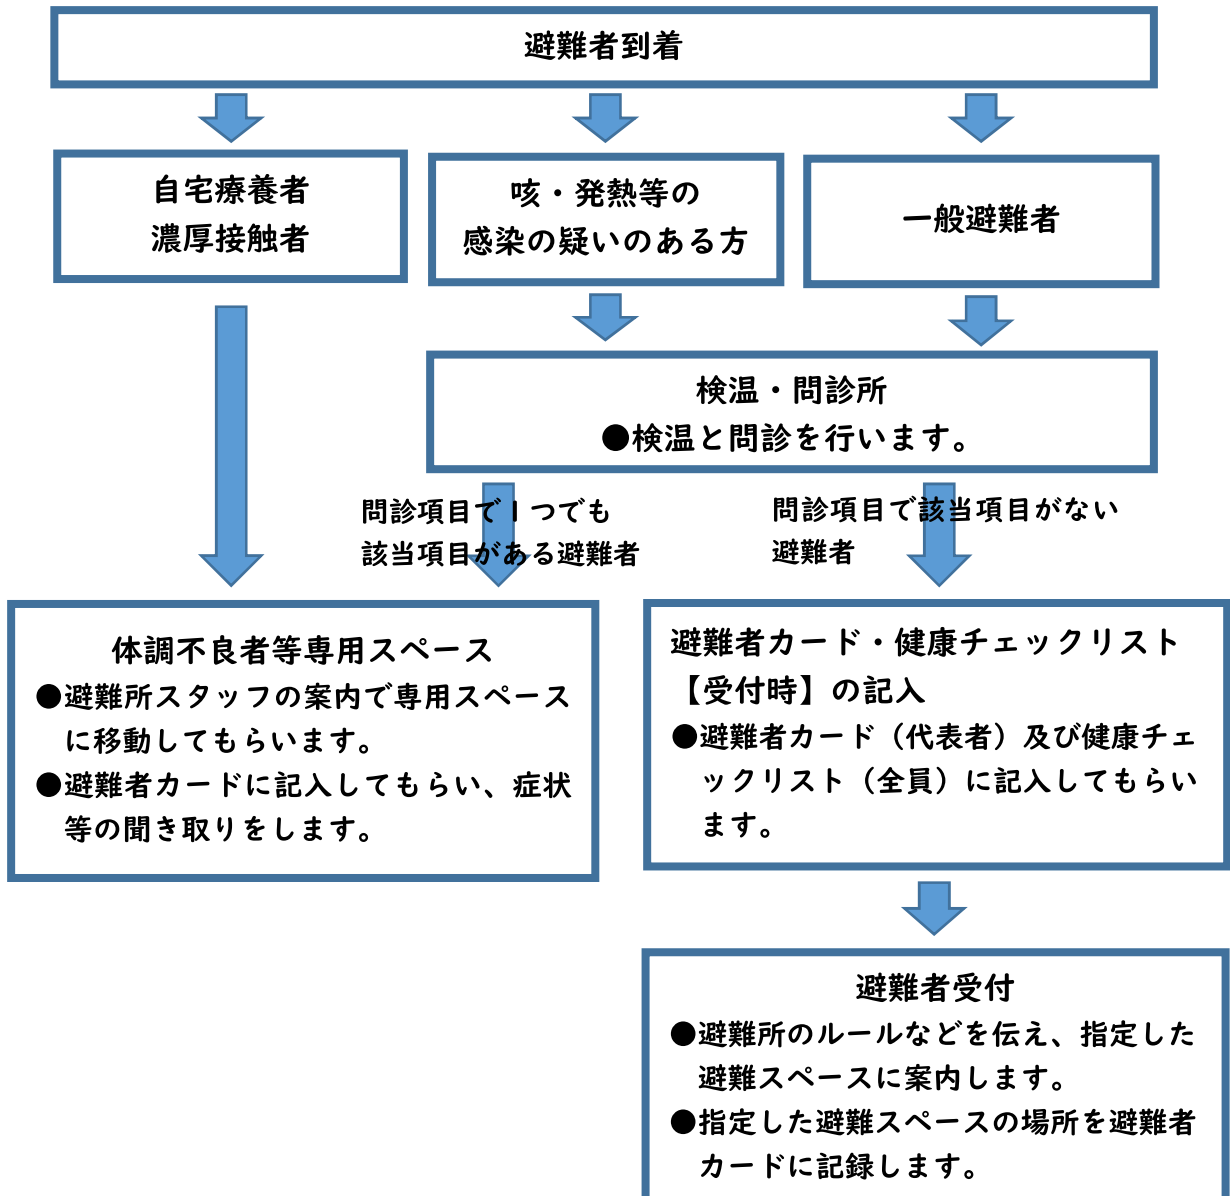 避難者到着
自宅療養者
濃厚接触者
咳・発熱等の
感染の疑いのある方
一般避難者
検温・問診所
●検温と問診を行います。
問診項目で１つでも
該当項目がある避難者
問診項目で該当項目がない
避難者
体調不良者等専用スペース
●避難所スタッフの案内で専用スペース
に移動してもらいます。
●避難者カードに記入してもらい、症状
等の聞き取りをします。
避難者カード・健康チェックリスト
【受付時】の記入
●避難者カード（代表者）及び健康チェ
ックリスト（全員）に記入してもらい
ます。
避難者受付
●避難所のルールなどを伝え、指定した
避難スペースに案内します。
●指定した避難スペースの場所を避難者
カードに記録します。